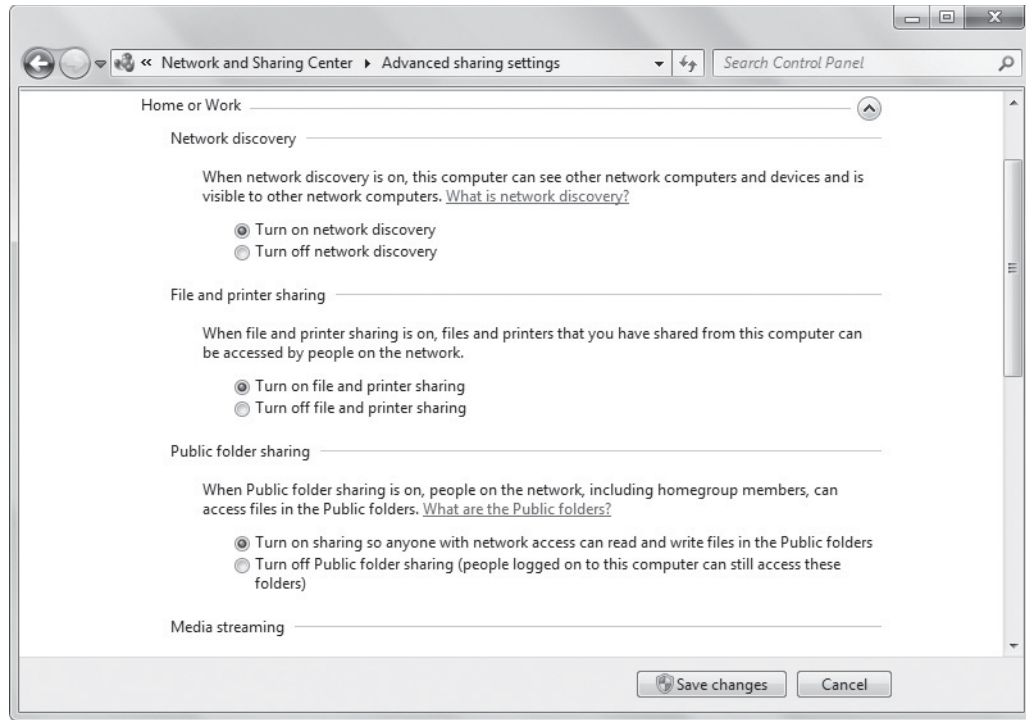 « Network and Sharing Center ▸ Advanced sharing settings
Search Control Panel
Home or Work
Network discovery
When network discovery is on, this computer can see other network computers and devices and is
visible to other network computers. What is network discovery?
Turn on network discovery
Turn off network discovery
File and printer sharing
When file and printer sharing is on, files and printers that you have shared from this computer can
be accessed by people on the network.
Turn on file and printer sharing
Turn off file and printer sharing
Public folder sharing
When Public folder sharing is on, people on the network, including homegroup members, can
access files in the Public folders. What are the Public folders?
Turn on sharing so anyone with network access can read and write files in the Public folders
Turn off Public folder sharing (people logged on to this computer can still access these
folders)
Media streaming
Save changes
Cancel